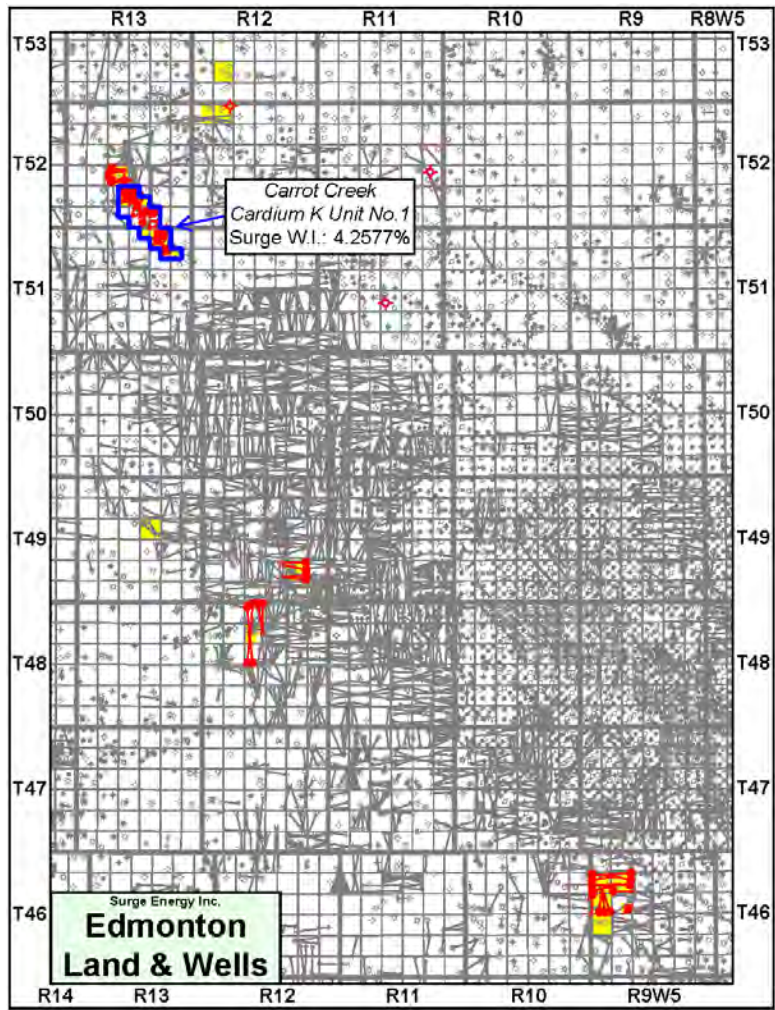 R13 R12 R11 R10 R9 R8W5
T53 T53
T52 T52
Carrot Creek
Cardium K Unit No.1
Surge W.I.: 4.2577%
T51 T51
T50 T50
T49 T49
T48 T48
T47 T47
T46 T46
Surge Energy Inc.
Edmonton
Land & Wells
R14 R13 R12 R11 R10 R9W5